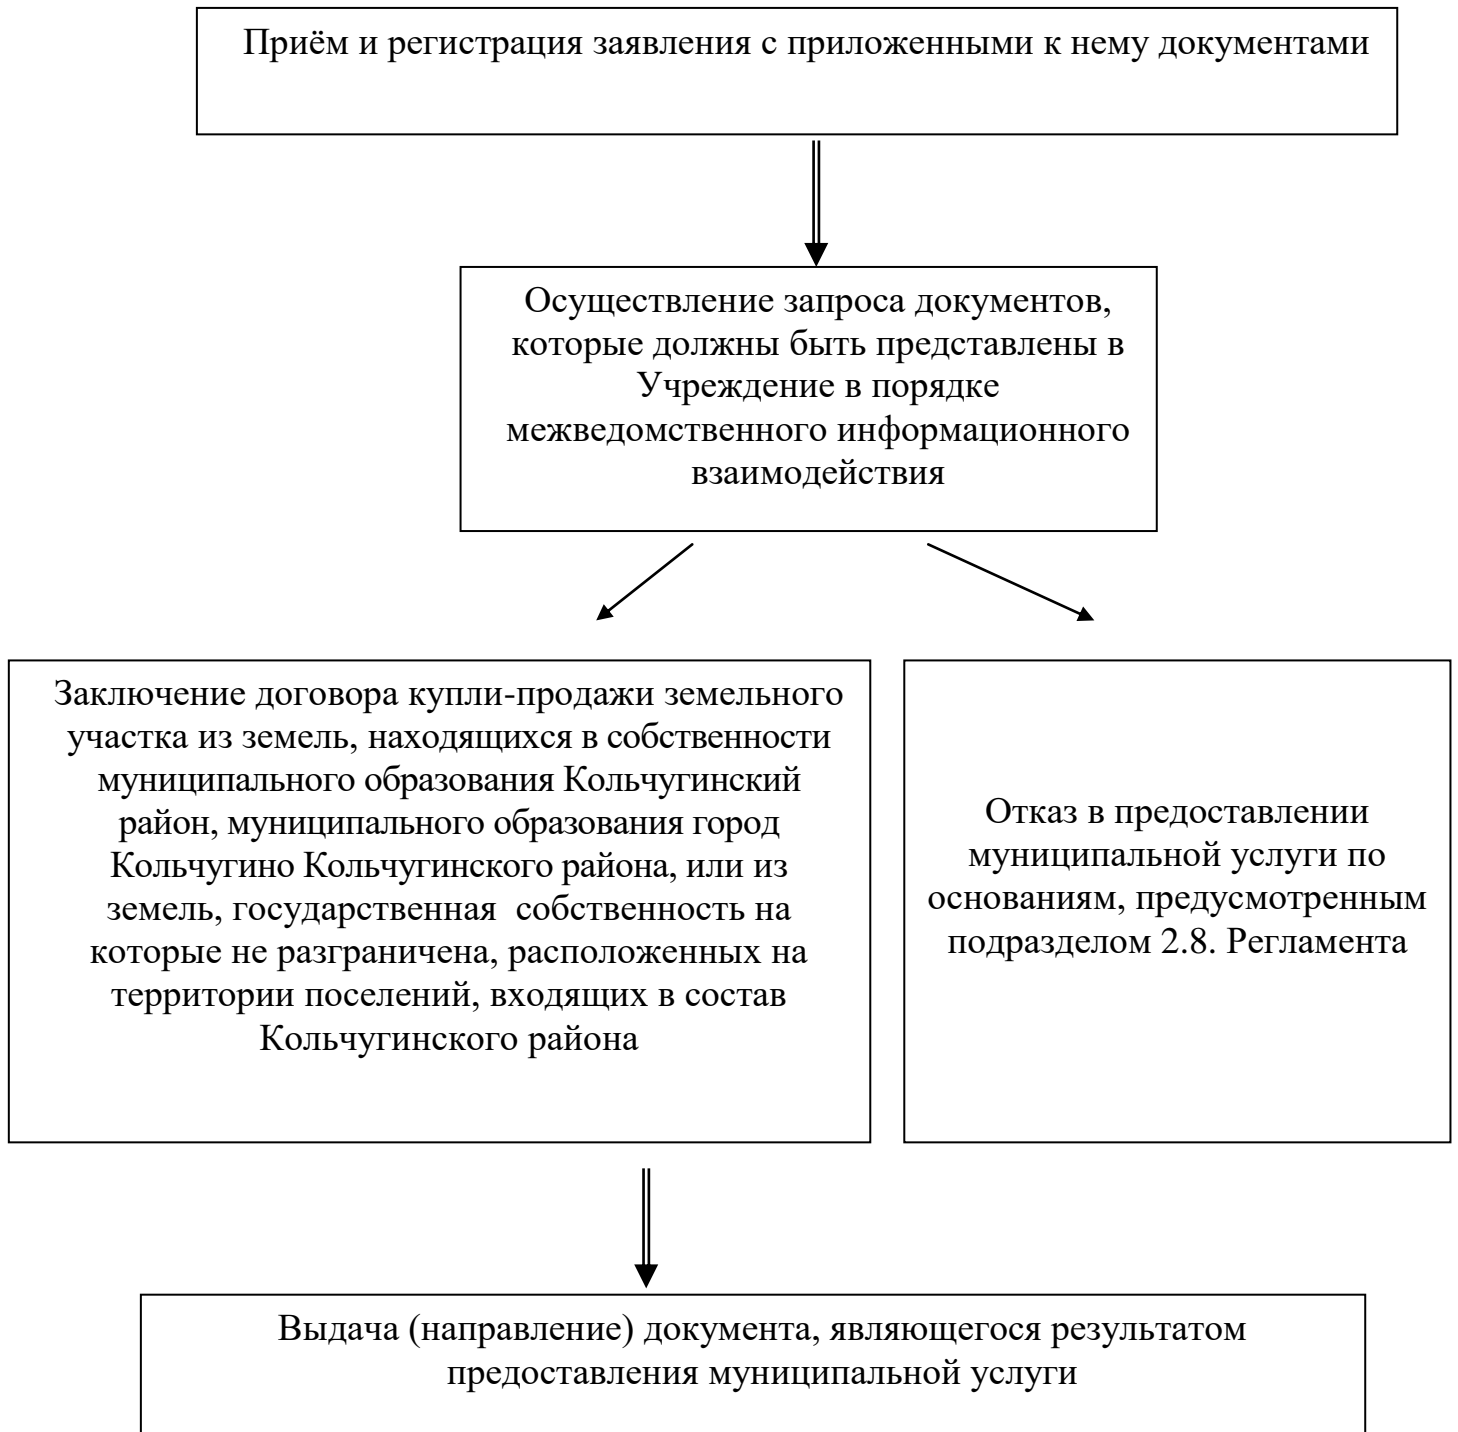 Приём и регистрация заявления с приложенными к нему документами
Осуществление запроса документов,
которые должны быть представлены в
Учреждение в порядке
межведомственного информационного
взаимодействия
Заключение договора купли-продажи земельного
участка из земель, находящихся в собственности
муниципального образования Кольчугинский
район, муниципального образования город
Кольчугино Кольчугинского района, или из
земель, государственная  собственность на
которые не разграничена, расположенных на
территории поселений, входящих в состав
Кольчугинского района
Отказ в предоставлении
муниципальной услуги по
основаниям, предусмотренным
подразделом 2.8. Регламента
Выдача (направление) документа, являющегося результатом
предоставления муниципальной услуги